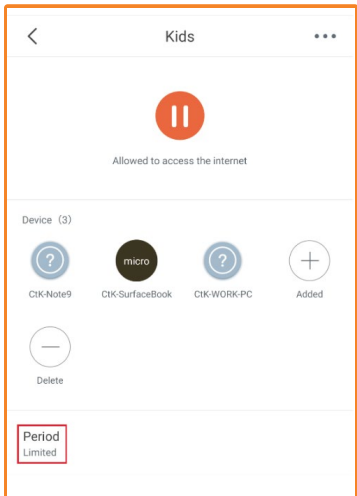 Kids
Allowed to access the internet
Device (3)
?
micro
?
CtK-Note9
CtK-SurfaceBook
CtK-WORK-PC
Added
Delete
Period
Limited